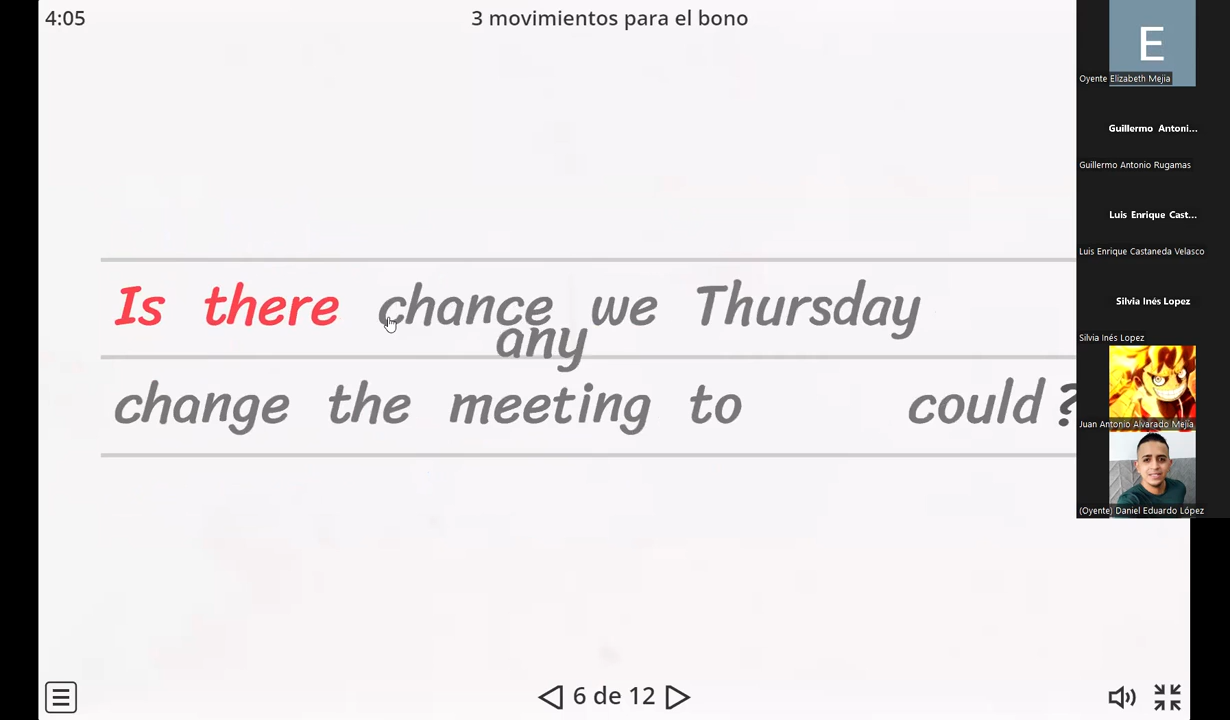 4:05
3 movimientos para el bono
E
Oyente Elizabeth Mejia
Guillermo Antoni...
Guillermo Antonio Rugamas
Luis Enrique Cast...
Luis Enrique Castaneda Velasco
Silvia Inés Lopez
Silvia Inés Lopez
Is there chance we Thursday
any
change the meeting to could ?
Juan Antonio Alvarado Mejia
(Oyente) Daniel Eduardo López
6 de 12